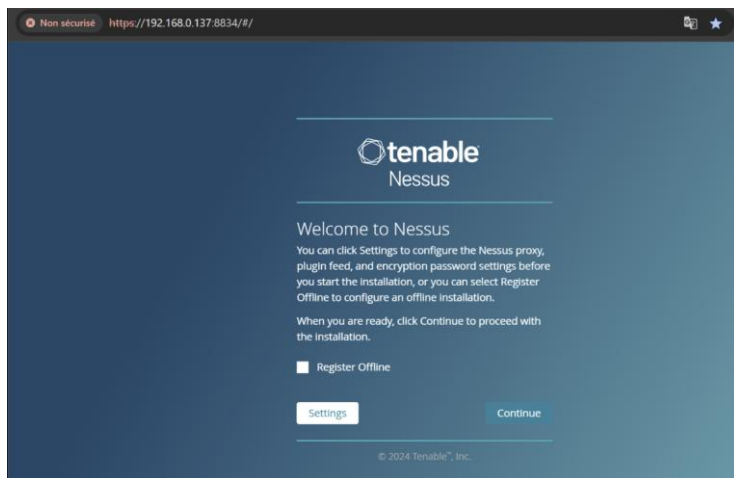 Non sécurisé https://192.168.0.137:8834/#/
tenable
Nessus
Welcome to Nessus
You can click Settings to configure the Nessus proxy,
plugin feed, and encryption password settings before
you start the installation, or you can select Register
Offline to configure an offline installation.
When you are ready, click Continue to proceed with
the installation.
Register Offline
Settings Continue
© 2024 Tenable™, Inc.